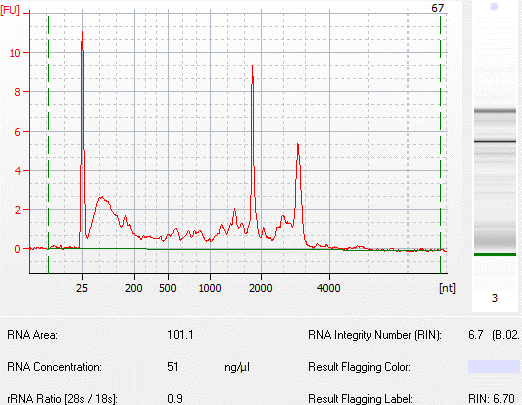 [FU]
67
10
8
6
4
2
0
25 200 500 1000 2000 4000 [nt]
3
RNA Area: 101.1 RNA Integrity Number (RIN): 6.7 (B.02.
RNA Concentration: 51 ng/µl Result Flagging Color:
rRNA Ratio [28s / 18s]: 0.9 Result Flagging Label: RIN: 6.70